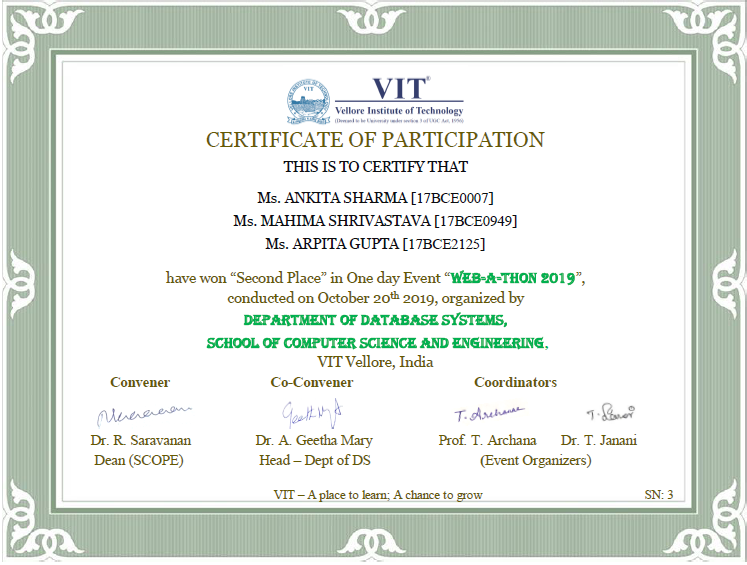 VIT®
Vellore Institute of Technology
(Deemed to be University under section 3 of UGC Act, 1956)
CERTIFICATE OF PARTICIPATION
THIS IS TO CERTIFY THAT
Ms. ANKITA SHARMA [17BCE0007]
Ms. MAHIMA SHRIVASTAVA [17BCE0949]
Ms. ARPITA GUPTA [17BCE2125]
have won “Second Place” in One day Event “WEB-A-THON 2019”,
conducted on October 20th 2019, organized by
DEPARTMENT OF DATABASE SYSTEMS,
SCHOOL OF COMPUTER SCIENCE AND ENGINEERING,
VIT Vellore, India
Convener Co-Convener Coordinators
T. Archana
Dr. R. Saravanan Dr. A. Geetha Mary Prof. T. Archana Dr. T. Janani
Dean (SCOPE) Head – Dept of DS (Event Organizers)
VIT – A place to learn; A chance to grow SN: 3